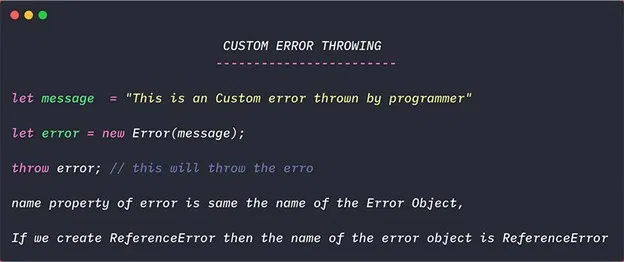 CUSTOM ERROR THROWING
------------------------
let message  = "This is an Custom error thrown by programmer"
let error = new Error(message);
throw error; // this will throw the erro
name property of error is same the name of the Error Object,
If we create ReferenceError then the name of the error object is ReferenceError